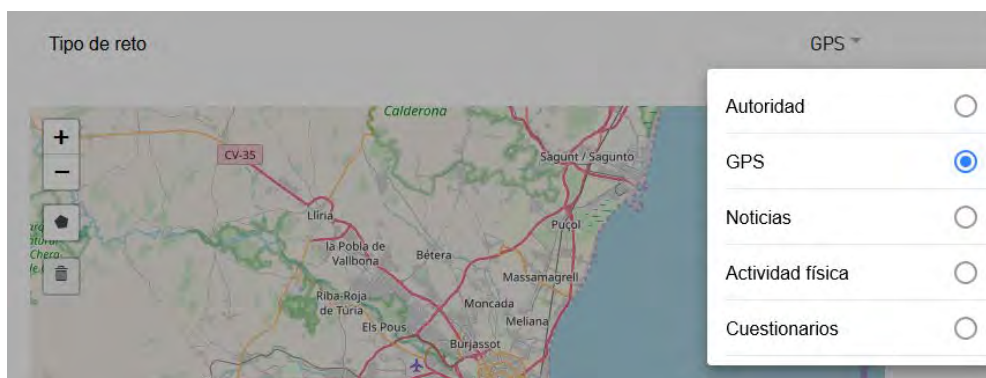 Tipo de reto
GPS
Autoridad
GPS
Noticias
Actividad física
Cuestionarios
+
−
Calderona
CV-35
Sagunt / Sagunto
Llíria
Puçol
la Pobla de
Vallbona
Bétera
Chera
Massamagrell
Riba-Roja
de Túria
Moncada
Meliana
Els Pous
Burjassot